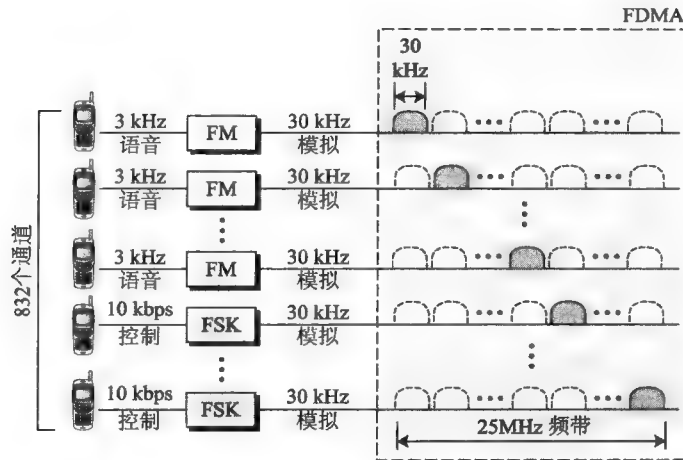 FDMA
30
kHz
3 kHz
FM
30 kHz
语音
模拟
3 kHz
FM
30 kHz
语音
模拟
3 kHz
FM
30 kHz
语音
模拟
10 kbps
FSK
30 kHz
控制
模拟
10 kbps
FSK
30 kHz
控制
模拟
832个通道
25MHz 频带